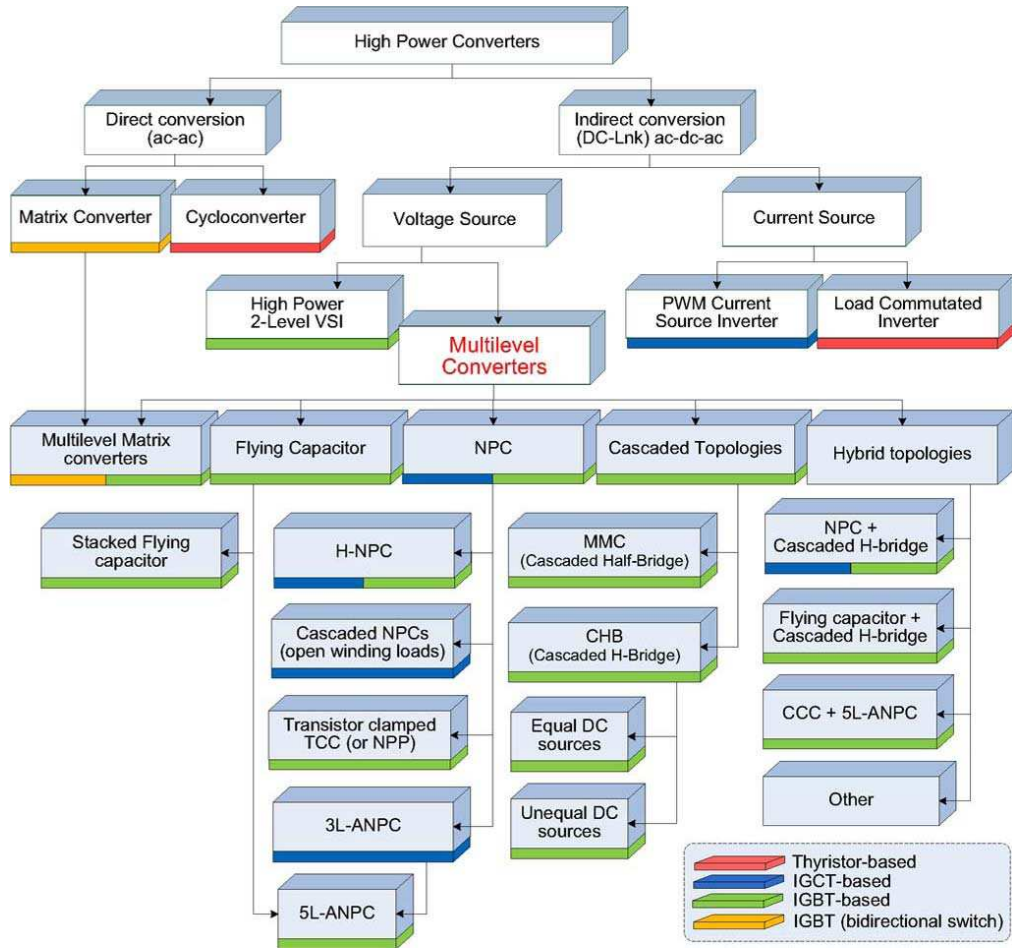 High Power Converters
Direct conversion
(ac-ac)
Indirect conversion
(DC-Lnk) ac-dc-ac
Matrix Converter
Cycloconverter
Voltage Source
Current Source
High Power
2-Level VSI
PWM Current
Source Inverter
Load Commutated
Inverter
Multilevel
Converters
Multilevel Matrix
converters
Flying Capacitor
NPC
Cascaded Topologies
Hybrid topologies
Stacked Flying
capacitor
H-NPC
MMC
(Cascaded Half-Bridge)
NPC +
Cascaded H-bridge
Cascaded NPCs
(open winding loads)
CHB
(Cascaded H-Bridge)
Flying capacitor +
Cascaded H-bridge
Transistor clamped
TCC (or NPP)
Equal DC
sources
CCC + 5L-ANPC
3L-ANPC
Unequal DC
sources
Other
5L-ANPC
Thyristor-based
IGCT-based
IGBT-based
IGBT (bidirectional switch)